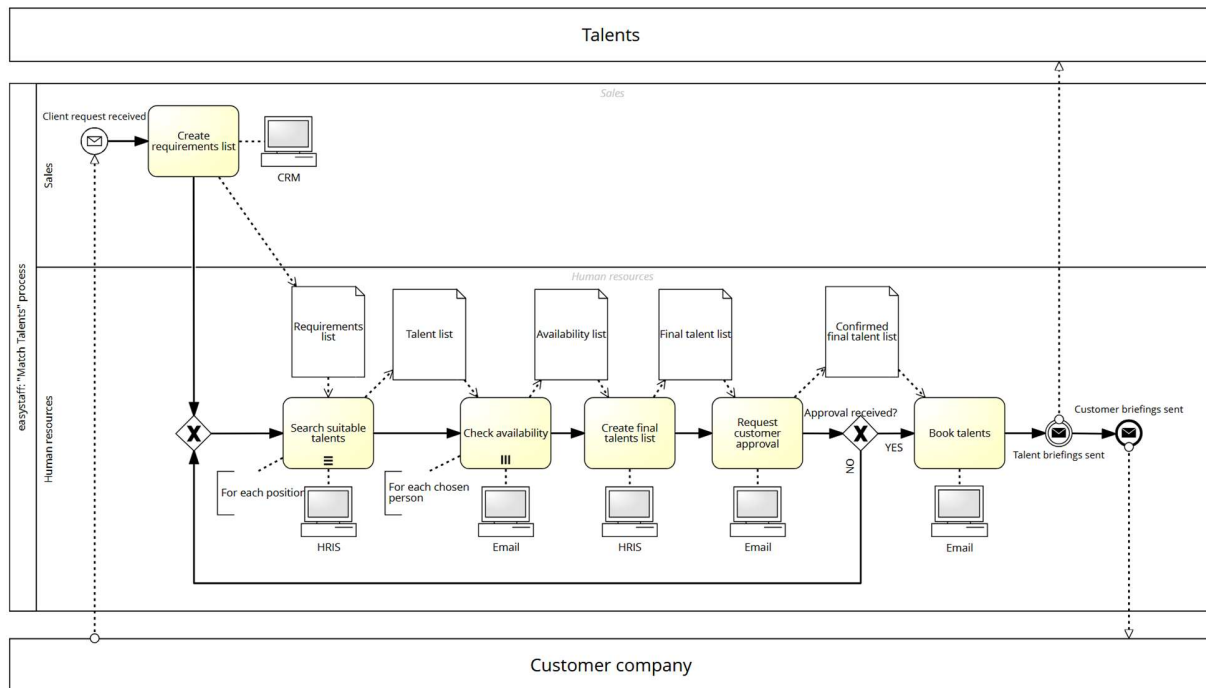 Talents
easystaff: "Match Talents" process
Sales
Sales
Client request received
Create
requirements list
CRM
Human resources
Human resources
Requirements
list
Talent list
Availability list
Final talent list
Confirmed
final talent list
Search suitable
talents
Check availability
Create final
talents list
Request
customer
approval
Approval received?
YES
NO
Book talents
Talent briefings sent
Customer briefings sent
For each position
HRIS
For each chosen
person
Email
HRIS
Email
Email
Customer company